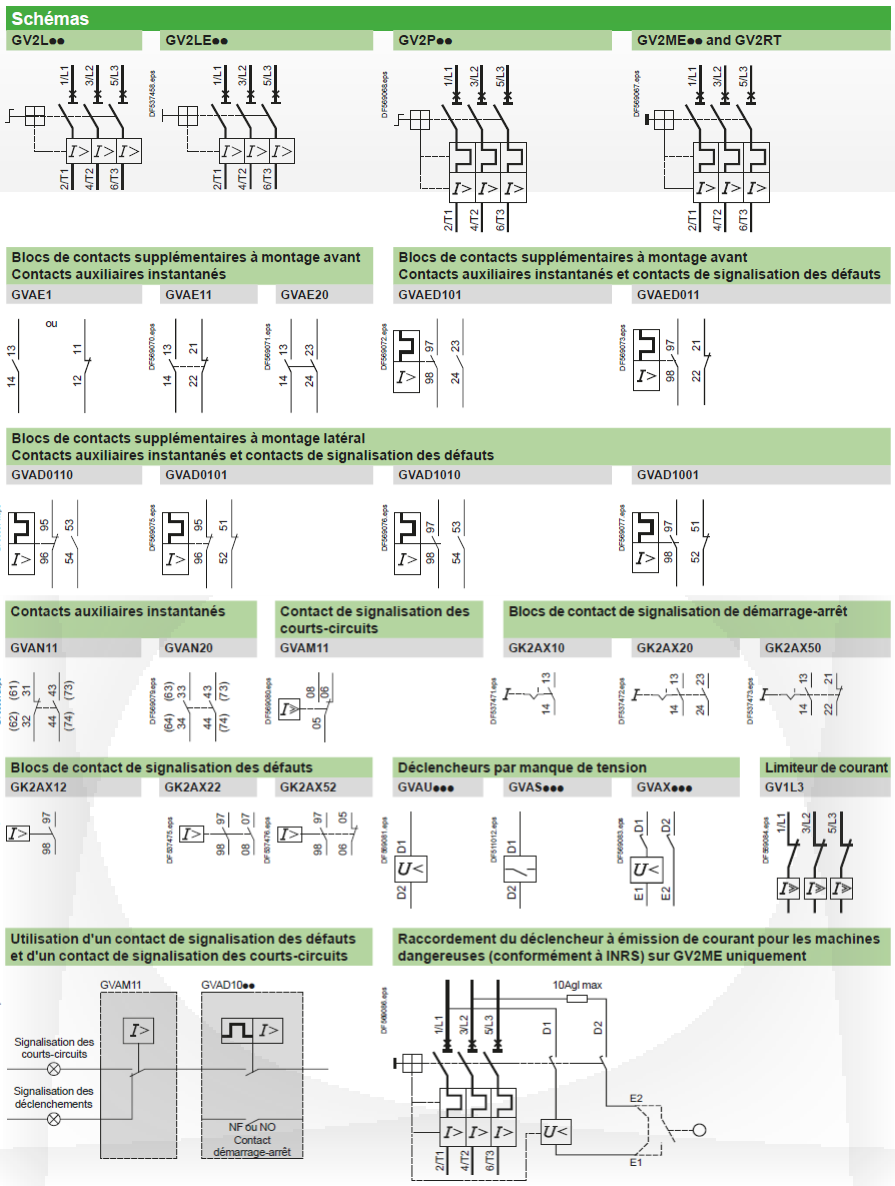 Schémas
GV2L●● GV2LE●● GV2P●● GV2ME●● and GV2RT
1/L1 3/L2 5/L3 DF537458.eps 1/L1 3/L2 5/L3 DF569068.eps 1/L1 3/L2 5/L3 DF569067.eps 1/L1 3/L2 5/L3
I> I> I> I> I> I>
2/T1 4/T2 6/T3 2/T1 4/T2 6/T3
I> I> I> I> I> I>
2/T1 4/T2 6/T3 2/T1 4/T2 6/T3
Blocs de contacts supplémentaires à montage avant
Contacts auxiliaires instantanés
Blocs de contacts supplémentaires à montage avant
Contacts auxiliaires instantanés et contacts de signalisation des défauts
GVAE1 GVAE11 GVAE20 GVAED101 GVAED011
ou
13 11 DF569070.eps 13 21 DF569071.eps 13 23 DF569072.eps 97 23 DF569073.eps 97 21
14 12 14 22 14 24 I> 98 24 I> 98 22
Blocs de contacts supplémentaires à montage latéral
Contacts auxiliaires instantanés et contacts de signalisation des défauts
GVAD0110 GVAD0101 GVAD1010 GVAD1001
95 53 DF569075.eps 95 51 DF569076.eps 97 53 DF569077.eps 97 51
I> 96 54 I> 96 52 I> 98 54 I> 98 52
Contacts auxiliaires instantanés
Contact de signalisation des
courts-circuits
Blocs de contact de signalisation de démarrage-arrêt
GVAN11 GVAN20 GVAM11 GK2AX10 GK2AX20 GK2AX50
(61) 31 43 (73) DF569079.eps (63) 33 43 (73) DF569080.eps 08 06 DF537471.eps 13 DF537472.eps 13 23 DF537473.eps 13 21
(62) 32 44 (74) (64) 34 44 (74) I≫ 05 14 14 24 14 22
Blocs de contact de signalisation des défauts
Déclencheurs par manque de tension
Limiteur de courant
GK2AX12 GK2AX22 GK2AX52 GVAU●●● GVAS●●● GVAX●●● GV1L3
97 DF537475.eps 97 07 DF537476.eps 97 05 DF569081.eps D1 DF511012.eps D1 DF569083.eps D1 D2 DF569084.eps 1/L1 3/L2 5/L3
I> 98 I> 98 08 I> 98 06 U< D2 D2 U< E1 E2 I≫ I≫ I≫
Utilisation d'un contact de signalisation des défauts
et d'un contact de signalisation des courts-circuits
Raccordement du déclencheur à émission de courant pour les machines
dangereuses (conformément à INRS) sur GV2ME uniquement
GVAM11 GVAD10●●
I> I>
Signalisation des
courts-circuits
Signalisation des
déclenchements
NF ou NO
Contact
démarrage-arrêt
DF569086.eps 1/L1 3/L2 5/L3 10AgI max
D1 D2
I> I> I> U<
2/T1 4/T2 6/T3
E2
E1